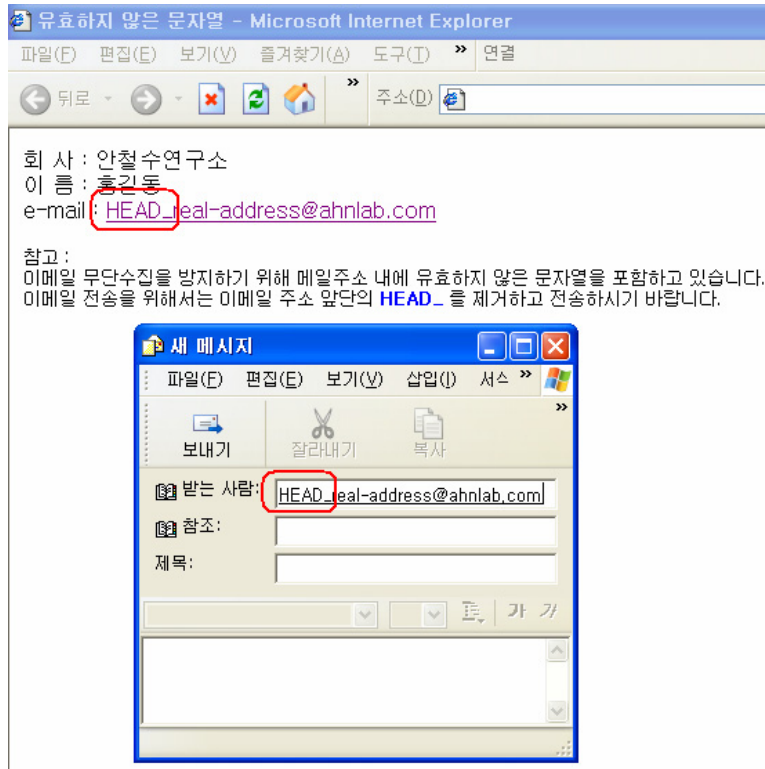 유효하지 않은 문자열 - Microsoft Internet Explorer
파일(F) 편집(E) 보기(V) 즐겨찾기(A) 도구(T) » 연결
뒤로 » 주소(D)
회 사 : 안철수연구소
이 름 : 홍길동
e-mail : HEAD_real-address@ahnlab.com
참고 :
이메일 무단수집을 방지하기 위해 메일주소 내에 유효하지 않은 문자열을 포함하고 있습니다.
이메일 전송을 위해서는 이메일 주소 앞단의 HEAD_ 를 제거하고 전송하시기 바랍니다.
새 메시지
파일(F) 편집(E) 보기(V) 삽입(I) 서스 »
보내기 잘라내기 복사 »
받는 사람: HEAD_real-address@ahnlab.com
참조:
제목:
가 가